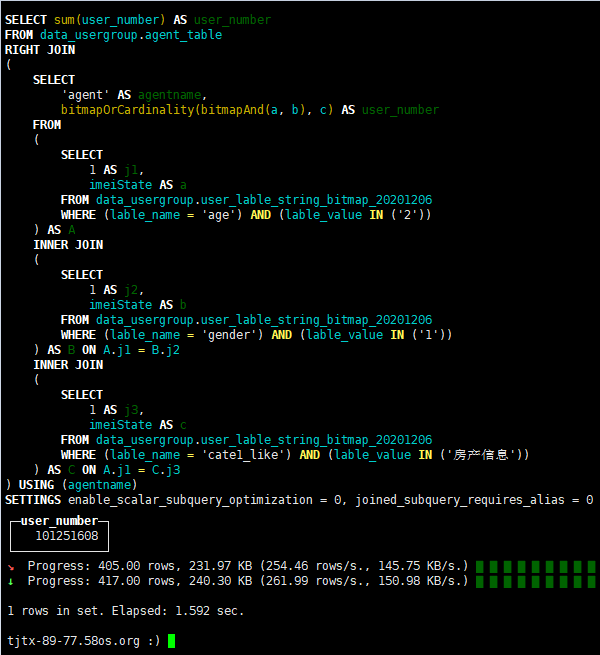 SELECT sum(user_number) AS user_number
FROM data_usergroup.agent_table
RIGHT JOIN
(
SELECT
'agent' AS agentname,
bitmapOrCardinality(bitmapAnd(a, b), c) AS user_number
FROM
(
SELECT
1 AS j1,
imeiState AS a
FROM data_usergroup.user_lable_string_bitmap_20201206
WHERE (lable_name = 'age') AND (lable_value IN ('2'))
) AS A
INNER JOIN
(
SELECT
1 AS j2,
imeiState AS b
FROM data_usergroup.user_lable_string_bitmap_20201206
WHERE (lable_name = 'gender') AND (lable_value IN ('1'))
) AS B ON A.j1 = B.j2
INNER JOIN
(
SELECT
1 AS j3,
imeiState AS c
FROM data_usergroup.user_lable_string_bitmap_20201206
WHERE (lable_name = 'cate1_like') AND (lable_value IN ('房产信息'))
) AS C ON A.j1 = C.j3
) USING (agentname)
SETTINGS enable_scalar_subquery_optimization = 0, joined_subquery_requires_alias = 0
user_number
101251608
↘ Progress: 405.00 rows, 231.97 KB (254.46 rows/s., 145.75 KB/s.)
↓ Progress: 417.00 rows, 240.30 KB (261.99 rows/s., 150.98 KB/s.)
1 rows in set. Elapsed: 1.592 sec.
tjtx-89-77.58os.org :)